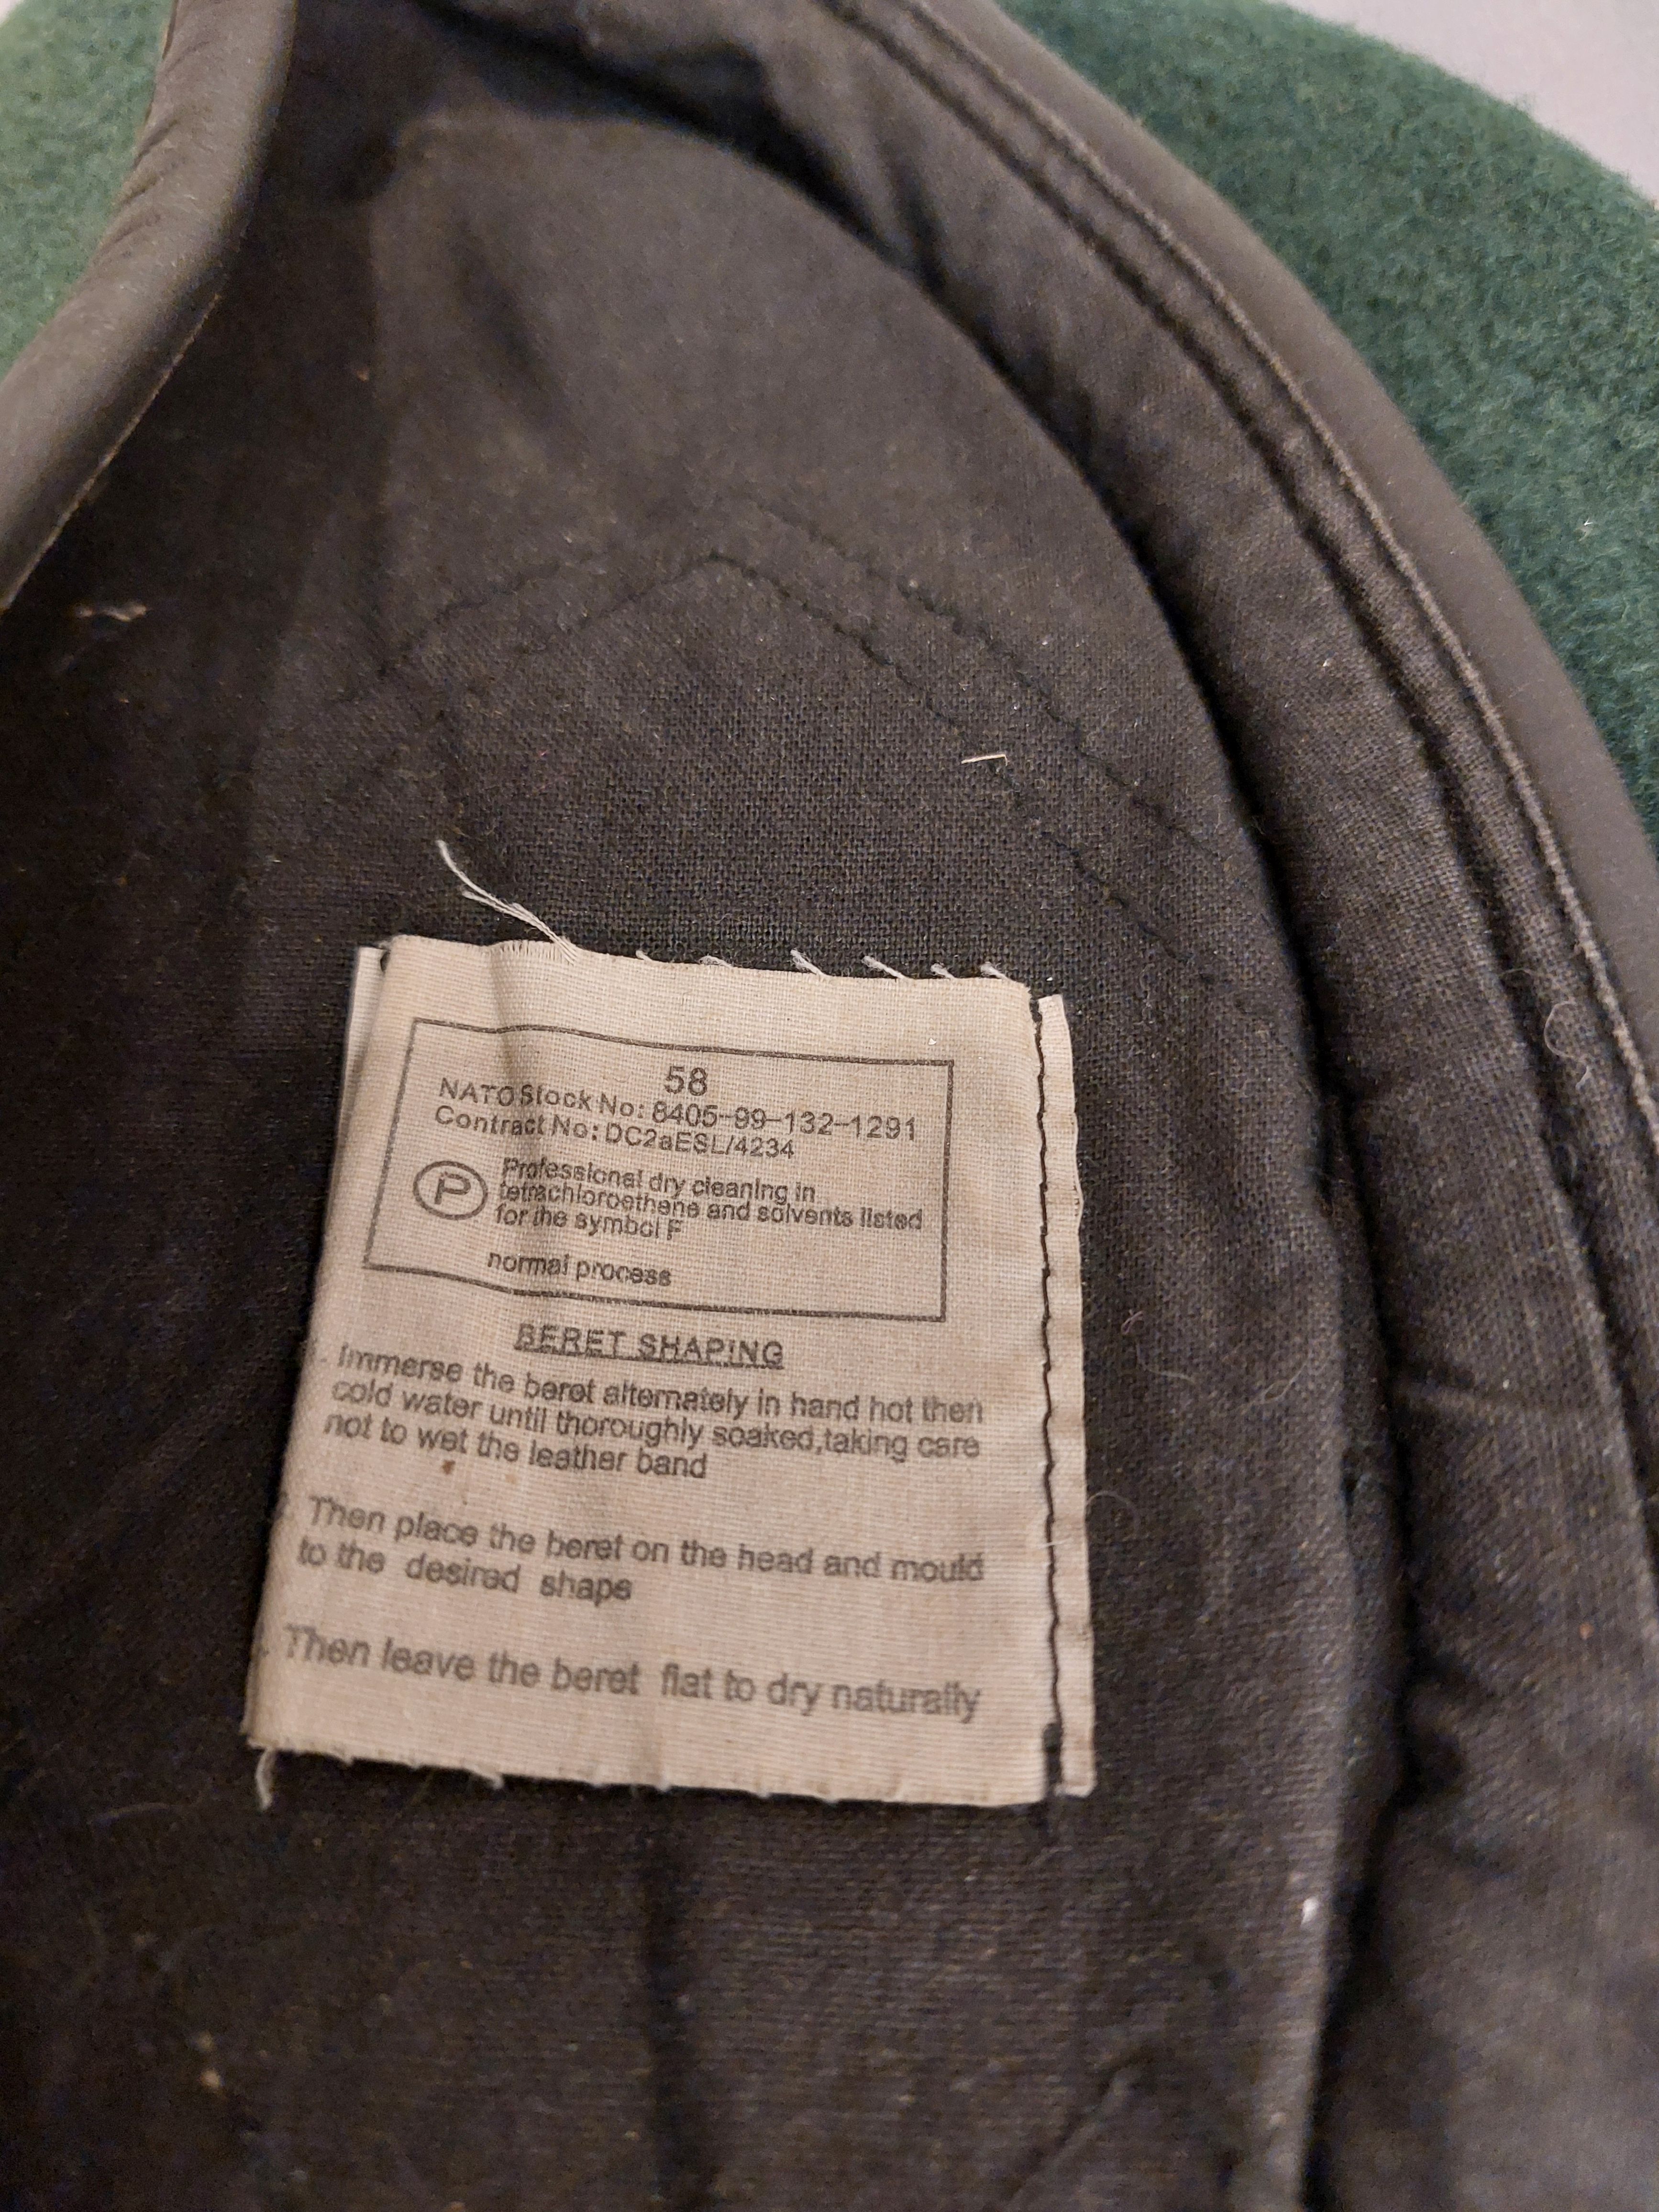 58
NATO Stock No: 8405-99-132-1291
Contract No: DC2aESL/4234
P
Professional dry cleaning in
tetrachloroethene and solvents listed
for the symbol F
normal process
BERET SHAPING
Immerse the beret alternately in hand hot then
cold water until thoroughly soaked,taking care
not to wet the leather band
Then place the beret on the head and mould
to the desired shape
Then leave the beret flat to dry naturally